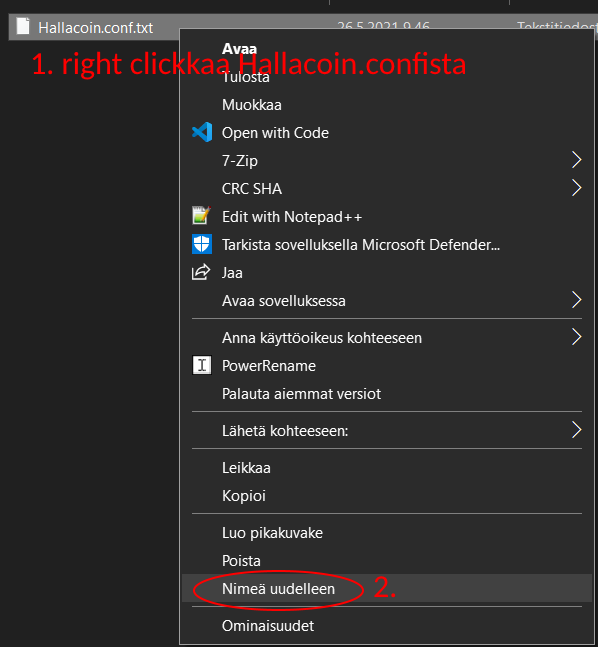 Hallacoin.conf.txt 26.5.2021 9.46 Tekstitiedost
Avaa
1. right clickkaa Hallacoin.confista
Tulosta
Muokkaa
Open with Code
7-Zip
CRC SHA
Edit with Notepad++
Tarkista sovelluksella Microsoft Defender...
Jaa
Avaa sovelluksessa
Anna käyttöoikeus kohteeseen
PowerRename
Palauta aiemmat versiot
Lähetä kohteeseen:
Leikkaa
Kopioi
Luo pikakuvake
Poista
Nimeä uudelleen 2.
Ominaisuudet